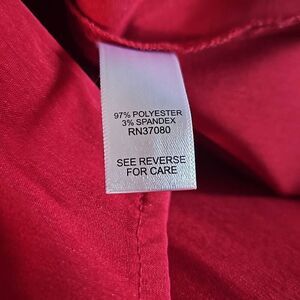 97% POLYESTER
3% SPANDEX
RN37080
SEE REVERSE
FOR CARE